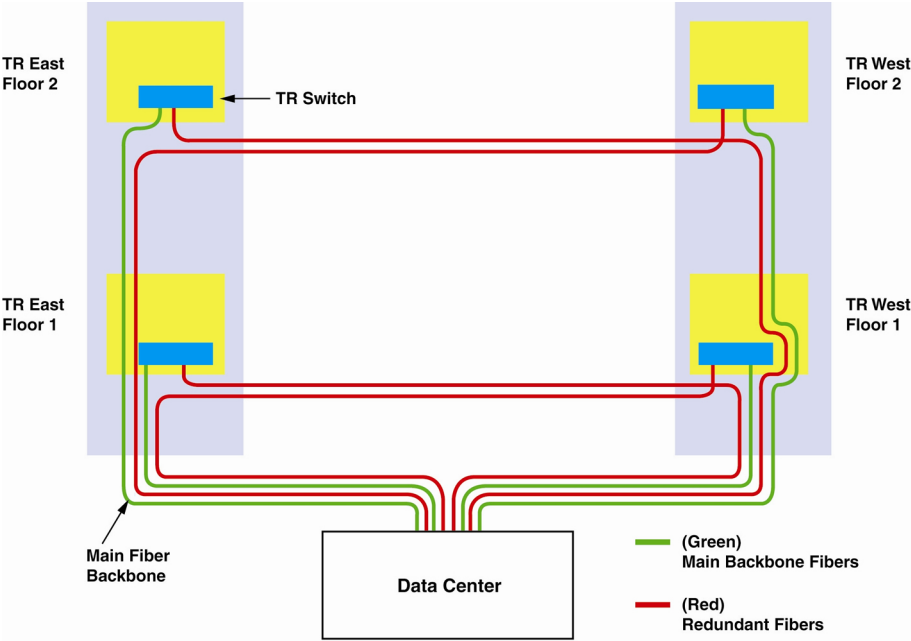 TR East
Floor 2
TR Switch
TR West
Floor 2
TR East
Floor 1
TR West
Floor 1
Main Fiber
Backbone
Data Center
(Green)
Main Backbone Fibers
(Red)
Redundant Fibers